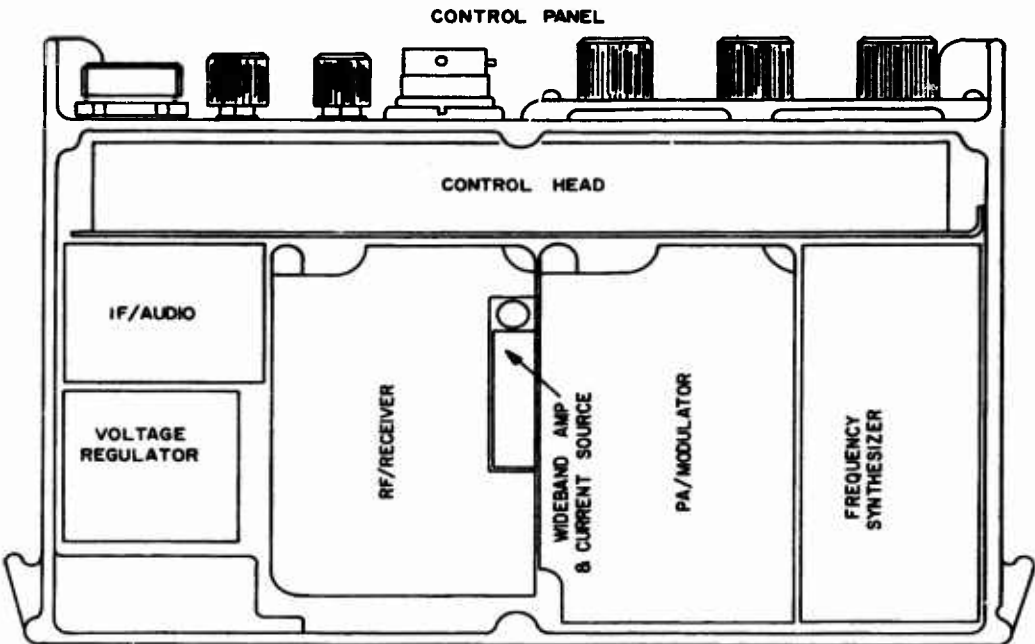 CONTROL PANEL
CONTROL HEAD
IF/AUDIO
VOLTAGE
REGULATOR
RF/RECEIVER
WIDEBAND AMP
& CURRENT SOURCE
PA/MODULATOR
FREQUENCY
SYNTHESIZER